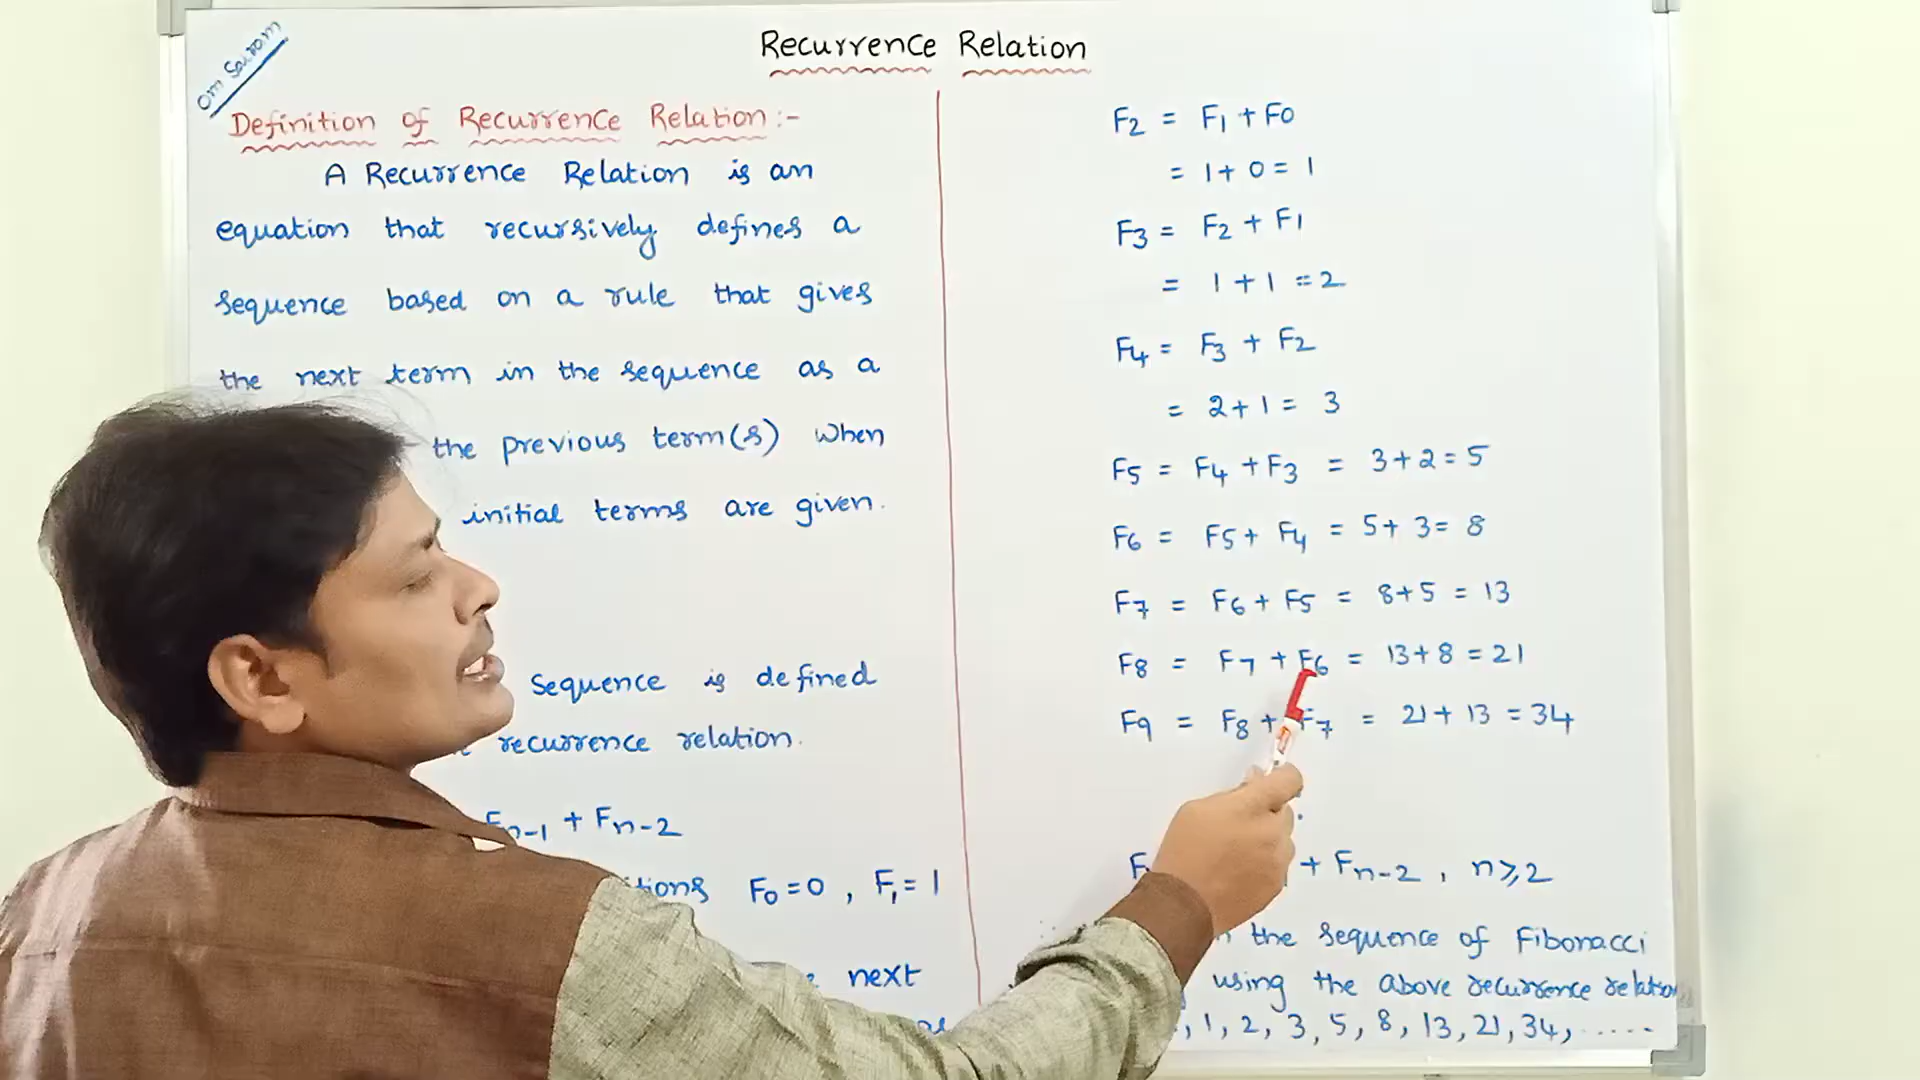 Om Sairam
Recurrence Relation
Definition of Recurrence Relation:-
A Recurrence Relation is an
equation that recursively defines a
sequence based on a rule that gives
the next term in the sequence as a
the previous term(s) when
initial terms are given.
Sequence is defined
recurrence relation.
Fn-1 + Fn-2
F0=0 , F1=1
next
F2 = F1 + F0
= 1+0=1
F3 = F2 + F1
= 1+1=2
F4 = F3 + F2
= 2+1= 3
F5 = F4 + F3 = 3+2=5
F6 = F5 + F4 = 5+3= 8
F7 = F6 + F5 = 8+5 = 13
F8 = F7 + F6 = 13+8 = 21
F9 = F8 + F7 = 21+13 = 34
+ Fn-2 , n≥2
the sequence of Fibonacci
using the above recurrence relation
, 1, 2, 3, 5, 8, 13, 21, 34, ......